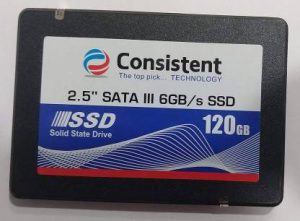 Consistent
The top pick... TECHNOLOGY
2.5" SATA III 6GB/s SSD
SSD
Solid State Drive
120GB